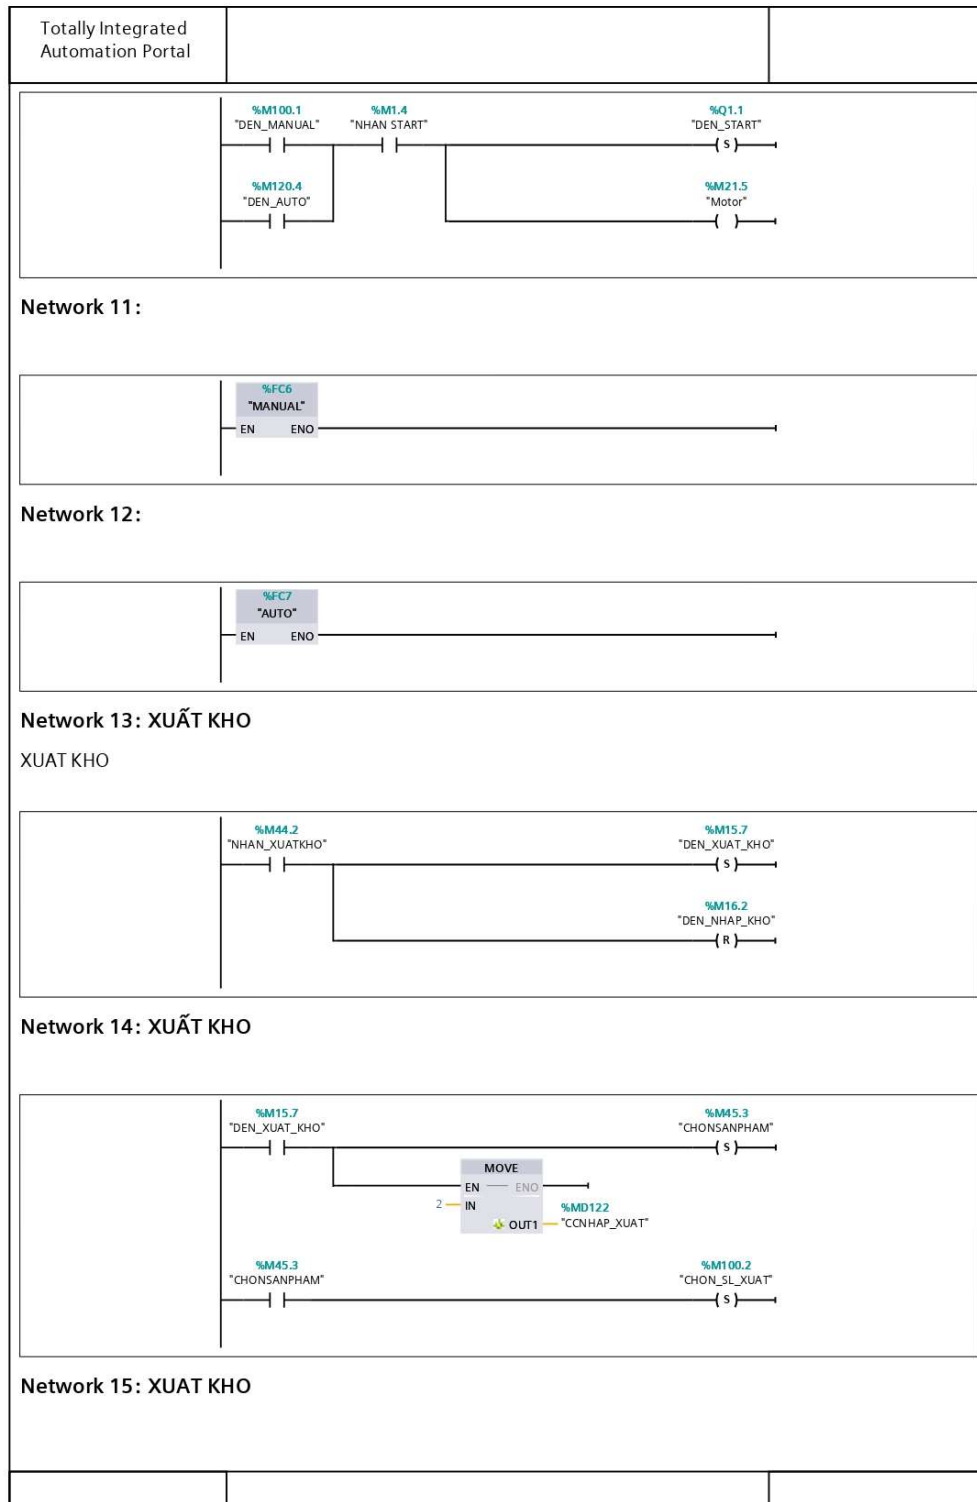 Totally Integrated
Automation Portal
%M100.1
"DEN_MANUAL"
%M1.4
"NHAN START"
%Q1.1
"DEN_START"
S
%M120.4
"DEN_AUTO"
%M21.5
"Motor"
Network 11:
%FC6
"MANUAL"
EN ENO
Network 12:
%FC7
"AUTO"
EN ENO
Network 13: XUẤT KHO
XUAT KHO
%M44.2
"NHAN_XUATKHO"
%M15.7
"DEN_XUAT_KHO"
S
%M16.2
"DEN_NHAP_KHO"
R
Network 14: XUẤT KHO
%M15.7
"DEN_XUAT_KHO"
%M45.3
"CHONSANPHAM"
S
MOVE
EN ENO
2 IN
%MD122
OUT1 "CCNHAP_XUAT"
%M45.3
"CHONSANPHAM"
%M100.2
"CHON_SL_XUAT"
S
Network 15: XUAT KHO